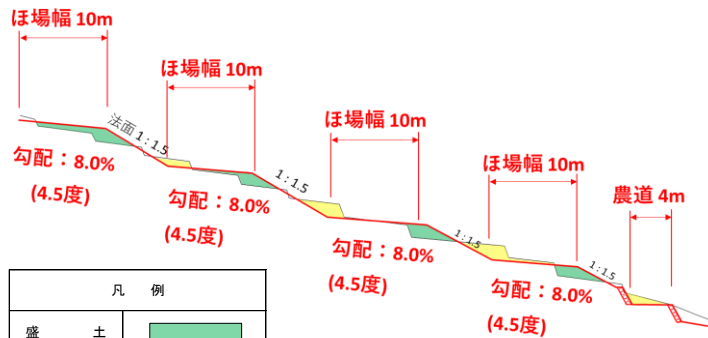 ほ場幅 10m
法面 1：1.5
勾配：8.0%
(4.5度)
ほ場幅 10m
1：1.5
勾配：8.0%
(4.5度)
ほ場幅 10m
1：1.5
勾配：8.0%
(4.5度)
ほ場幅 10m
1：1.5
勾配：8.0%
(4.5度)
農道 4m
凡 例
盛 土